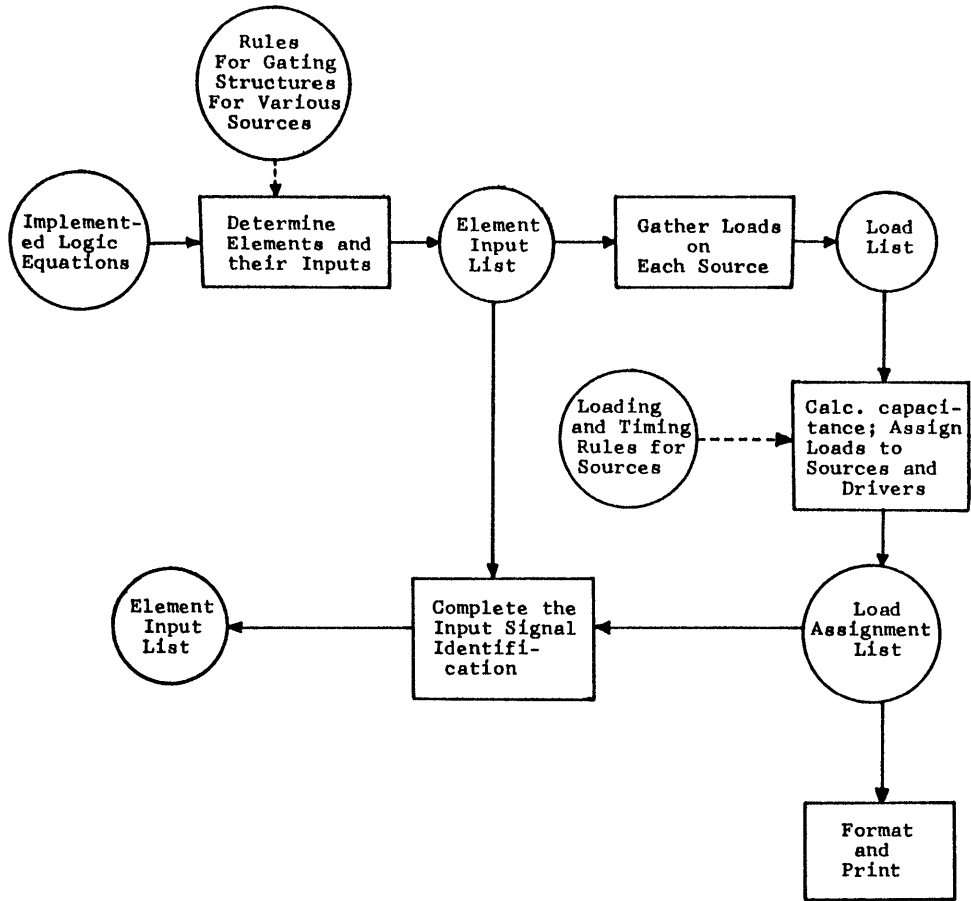 Rules
For Gating
Structures
For Various
Sources
Implement-
ed Logic
Equations
Determine
Elements and
their Inputs
Element
Input
List
Gather Loads
on
Each Source
Load
List
Loading
and Timing
Rules for
Sources
Calc. capaci-
tance; Assign
Loads to
Sources and
Drivers
Element
Input
List
Complete the
Input Signal
Identifi-
cation
Load
Assignment
List
Format
and
Print